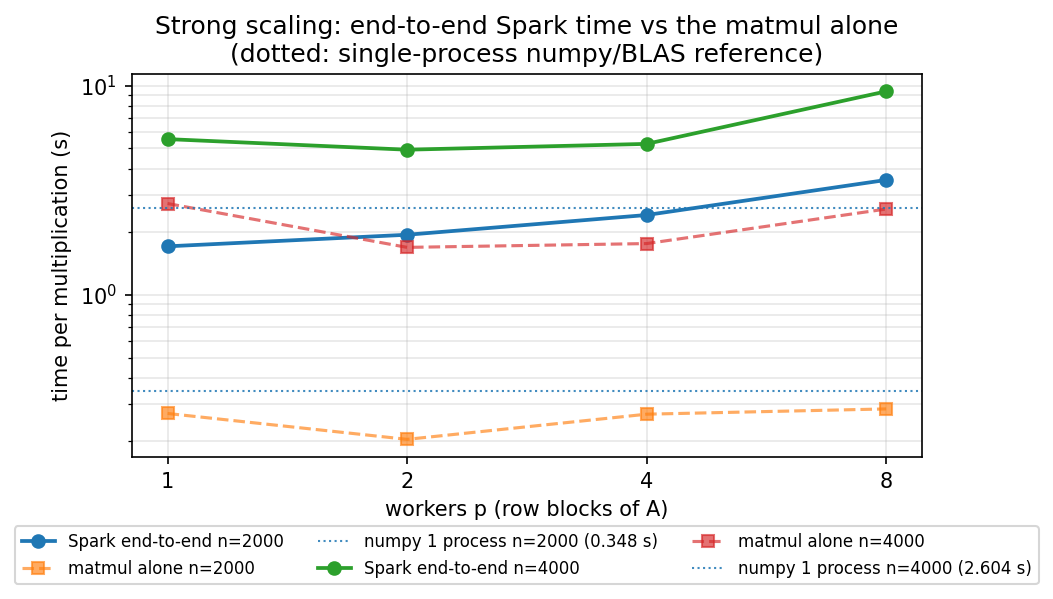 Strong scaling: end-to-end Spark time vs the matmul alone
(dotted: single-process numpy/BLAS reference)
time per multiplication (s)
10¹
10⁰
1 2 4 8
workers p (row blocks of A)
Spark end-to-end n=2000
matmul alone n=2000
numpy 1 process n=2000 (0.348 s)
Spark end-to-end n=4000
matmul alone n=4000
numpy 1 process n=4000 (2.604 s)